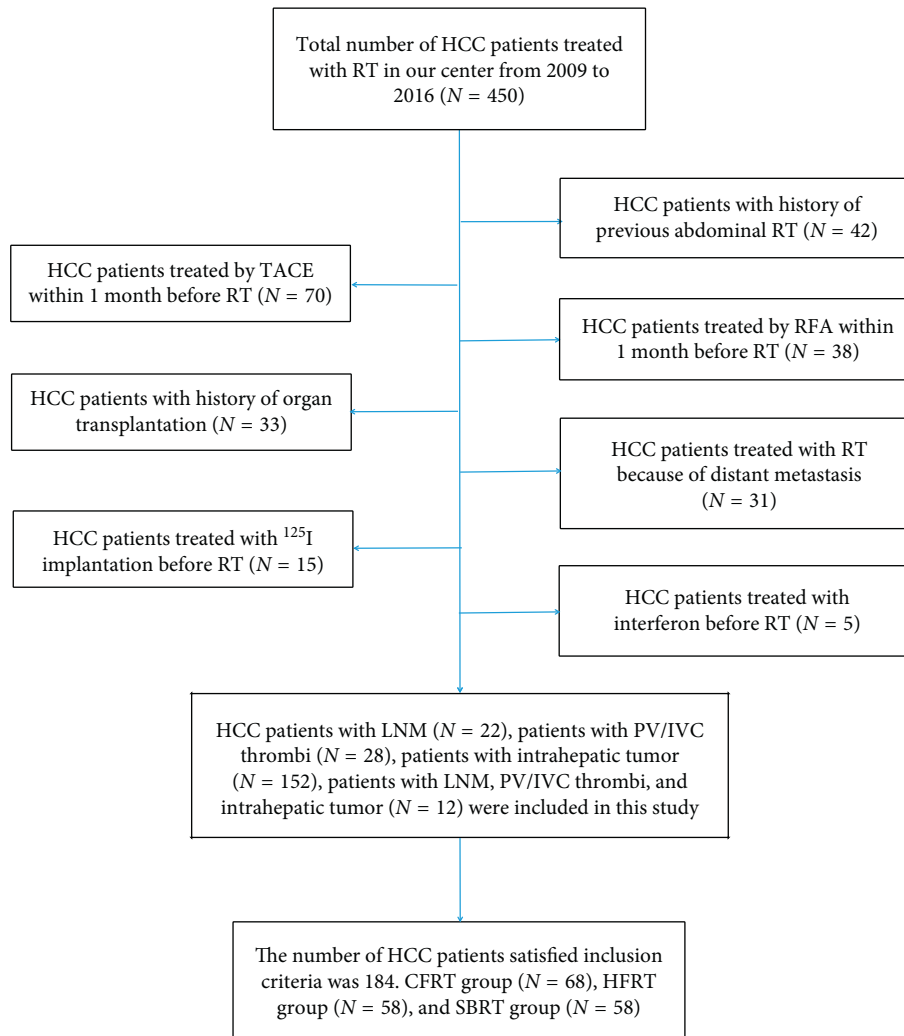 Total number of HCC patients treated
with RT in our center from 2009 to
2016 (N = 450)
HCC patients with history of
previous abdominal RT (N = 42)
HCC patients treated by TACE
within 1 month before RT (N = 70)
HCC patients treated by RFA within
1 month before RT (N = 38)
HCC patients with history of organ
transplantation (N = 33)
HCC patients treated with RT
because of distant metastasis
(N = 31)
HCC patients treated with ¹²⁵I
implantation before RT (N = 15)
HCC patients treated with
interferon before RT (N = 5)
HCC patients with LNM (N = 22), patients with PV/IVC
thrombi (N = 28), patients with intrahepatic tumor
(N = 152), patients with LNM, PV/IVC thrombi, and
intrahepatic tumor (N = 12) were included in this study
The number of HCC patients satisfied inclusion
criteria was 184. CFRT group (N = 68), HFRT
group (N = 58), and SBRT group (N = 58)